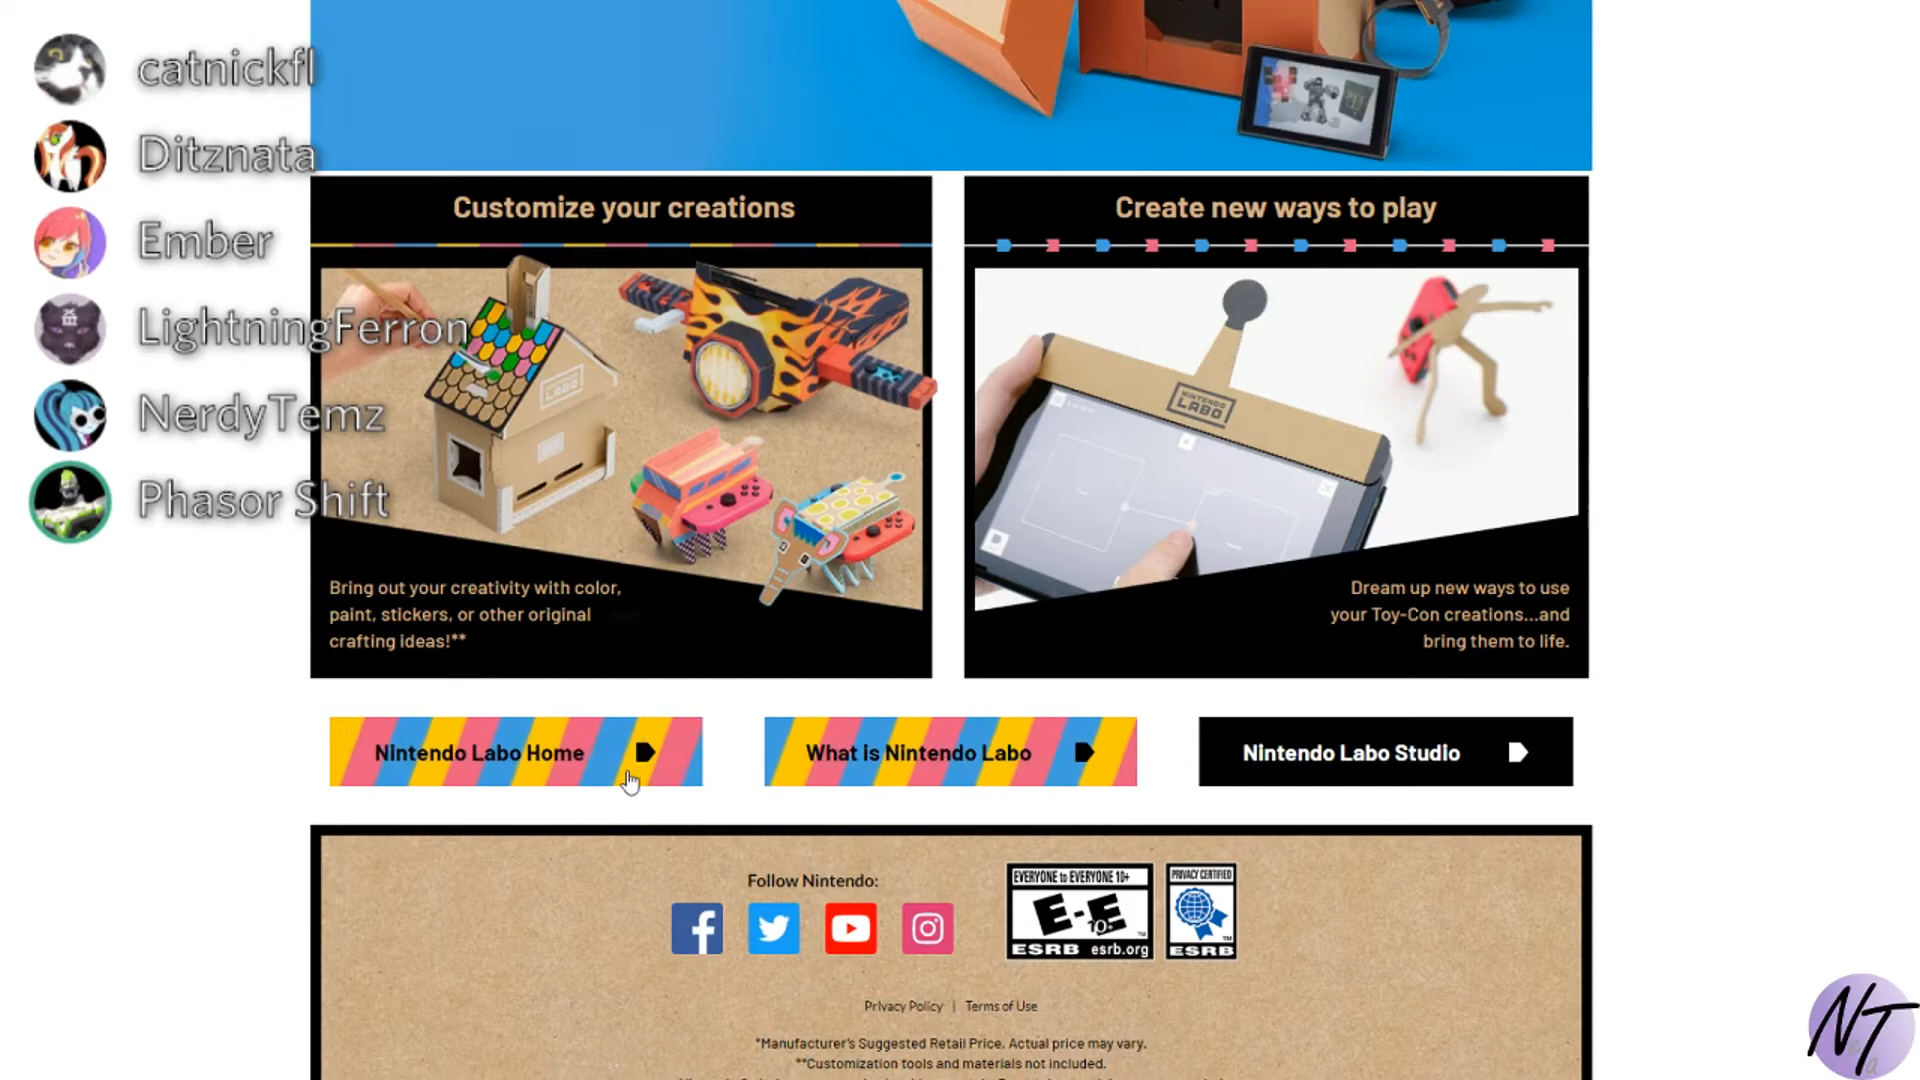 catnickfl
Ditznata
Ember
LightningFerron
NerdyTemz
Phasor Shift
Customize your creations
Create new ways to play
NINTENDO
LABO
LABO
Bring out your creativity with color,
paint, stickers, or other original
crafting ideas!**
Dream up new ways to use
your Toy-Con creations...and
bring them to life.
Nintendo Labo Home
What is Nintendo Labo
Nintendo Labo Studio
Follow Nintendo:
EVERYONE to EVERYONE 10+
E-E
10+
ESRB esrb.org
PRIVACY CERTIFIED
ESRB
Privacy Policy | Terms of Use
*Manufacturer's Suggested Retail Price. Actual price may vary.
**Customization tools and materials not included.
NT